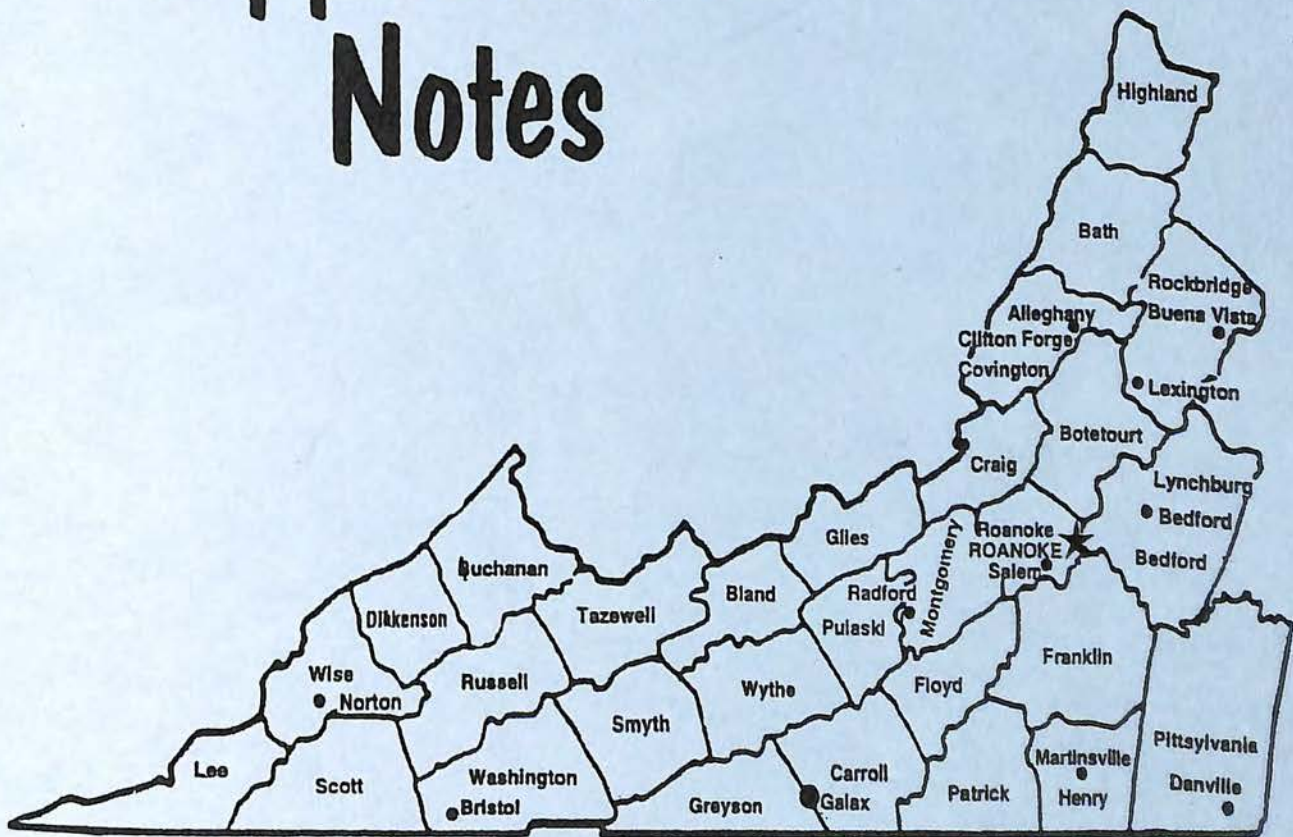 Notes
Highland
Bath
Rockbridge
Alleghany
Buena Vista
Clifton Forge
Covington
Lexington
Botetourt
Craig
Lynchburg
Bedford
Bedford
Giles
Roanoke
ROANOKE
Salem
Montgomery
Radford
Pulaski
Bland
Buchanan
Tazewell
Dikkenson
Wise
Norton
Russell
Smyth
Wythe
Floyd
Franklin
Pittsylvania
Danville
Lee
Scott
Washington
Bristol
Greyson
Carroll
Galax
Patrick
Martinsville
Henry